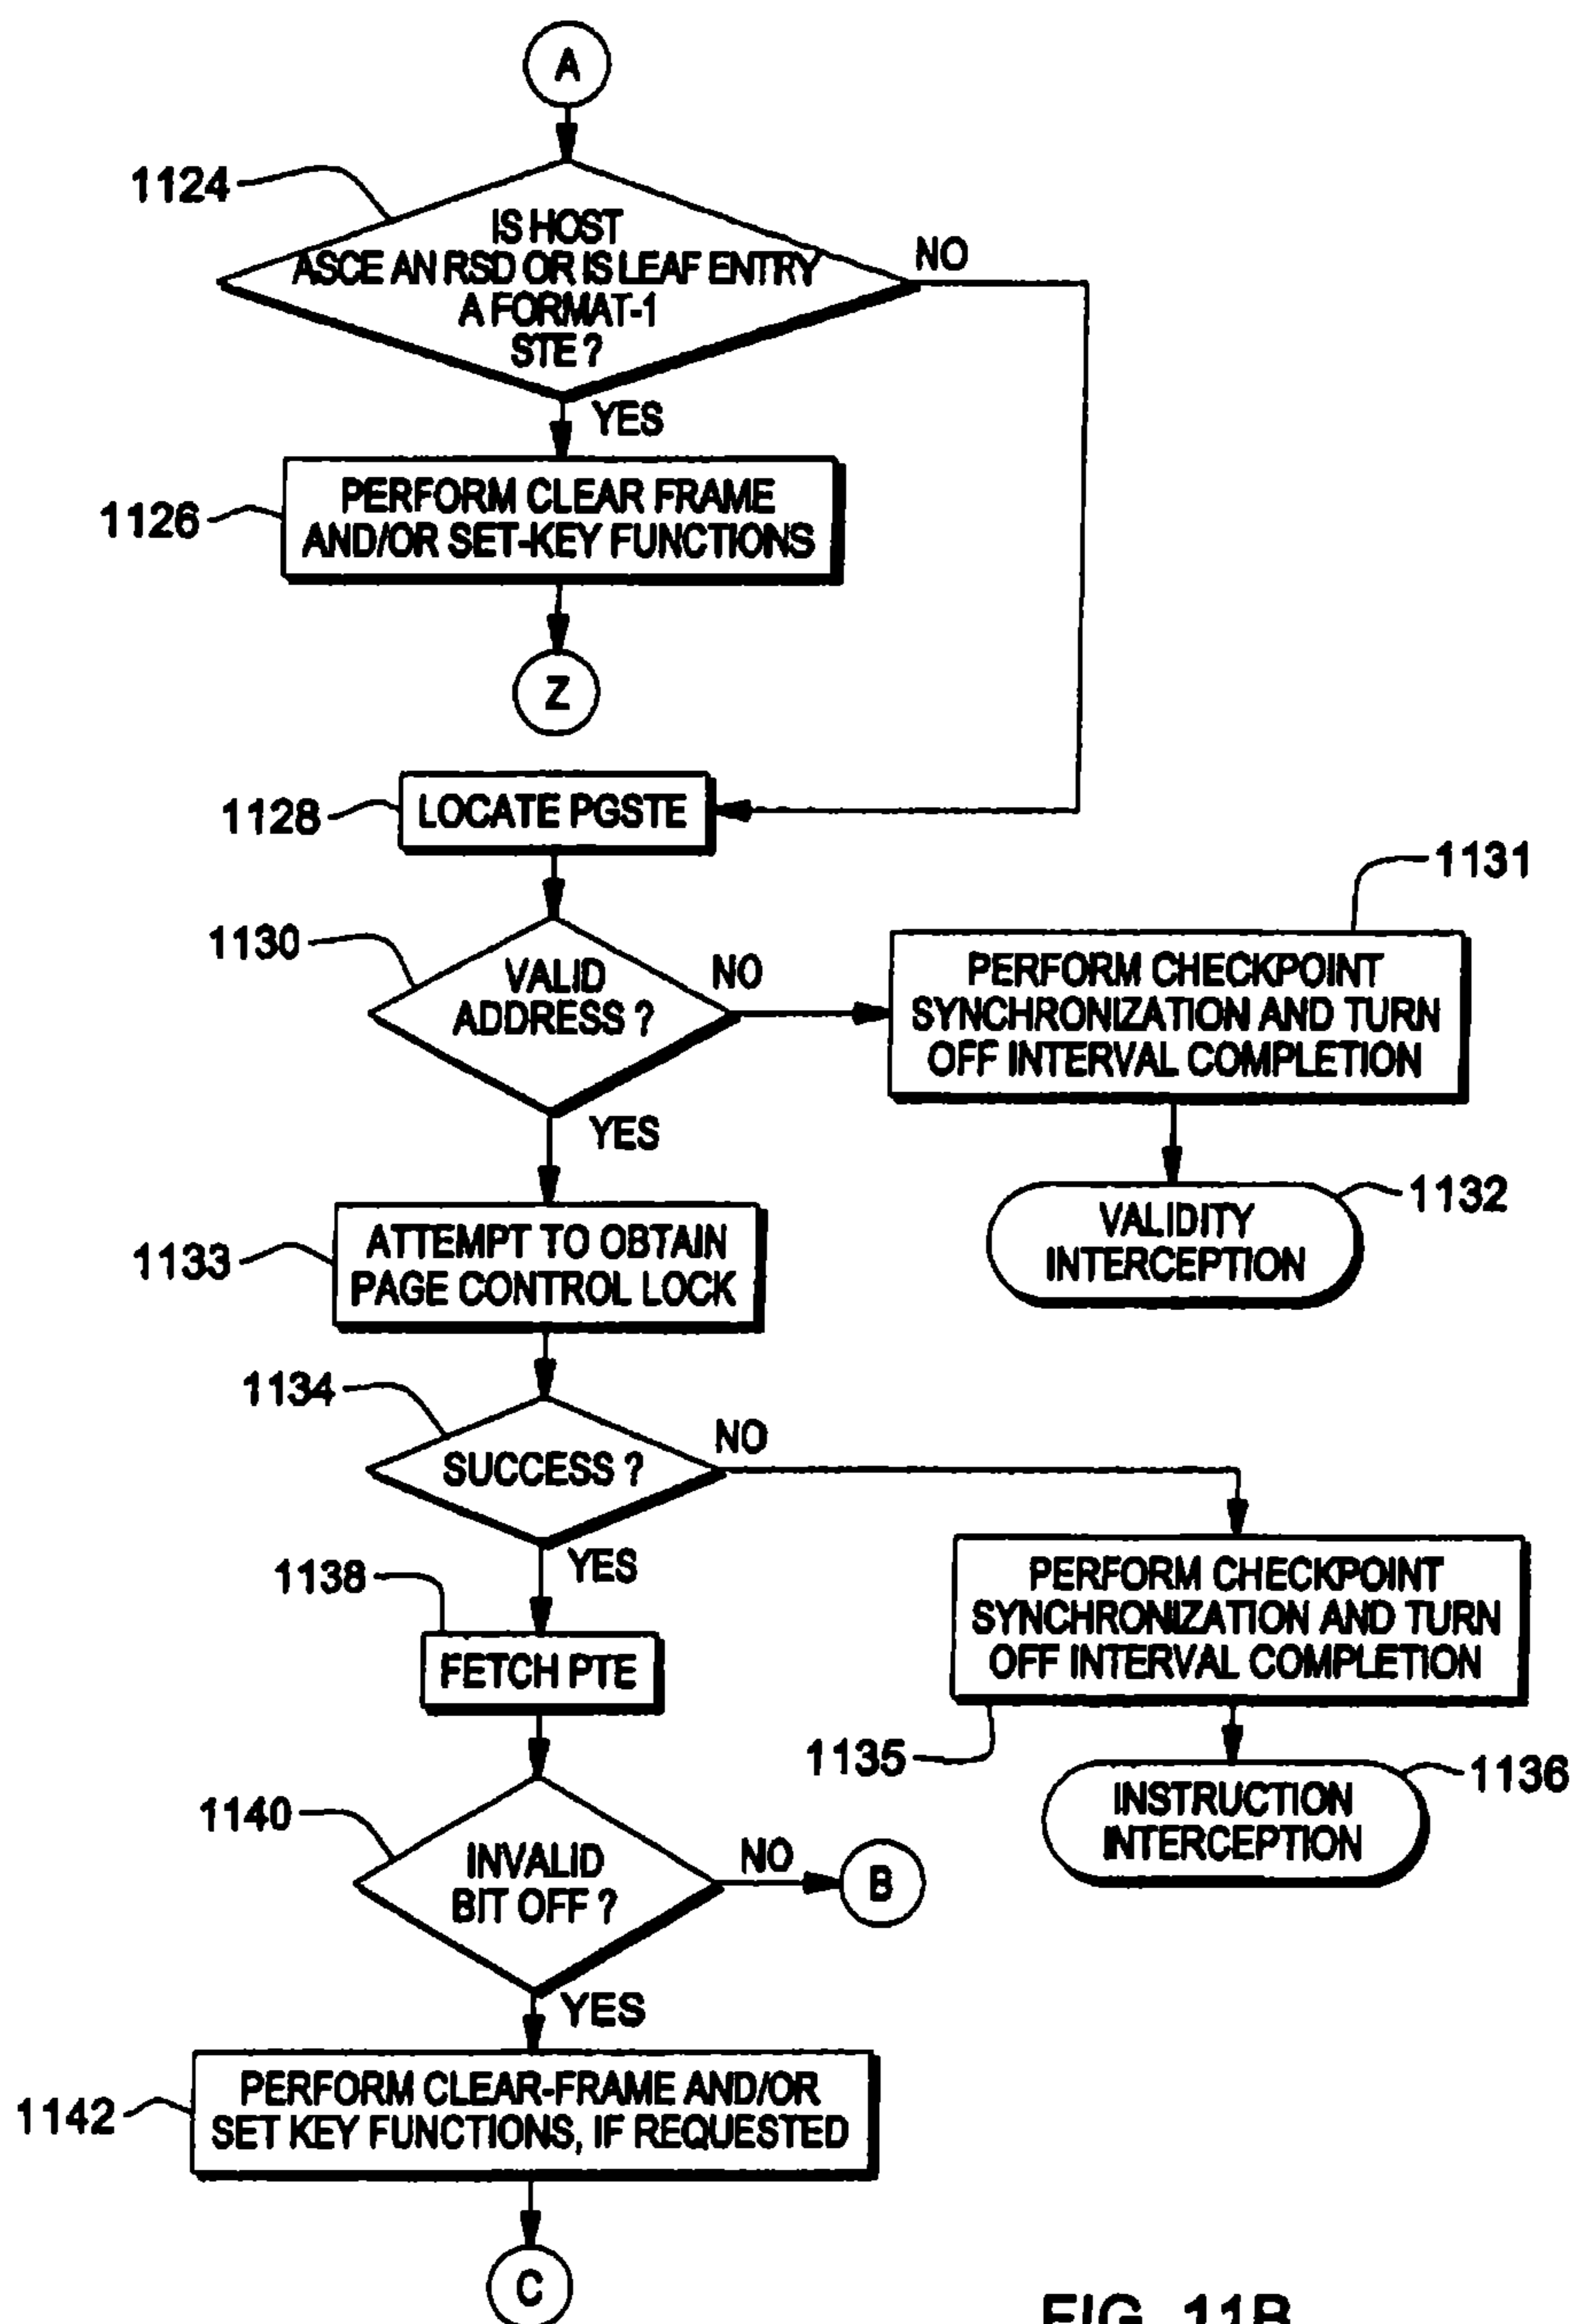 A
1124
IS HOST
ASCE AN RSD OR IS LEAF ENTRY
A FORMAT-1
STE ?
NO
YES
1126
PERFORM CLEAR FRAME
AND/OR SET-KEY FUNCTIONS
Z
1128
LOCATE PGSTE
1130
VALID
ADDRESS ?
NO
YES
1131
PERFORM CHECKPOINT
SYNCHRONIZATION AND TURN
OFF INTERVAL COMPLETION
1132
VALIDITY
INTERCEPTION
1133
ATTEMPT TO OBTAIN
PAGE CONTROL LOCK
1134
SUCCESS ?
NO
YES
PERFORM CHECKPOINT
SYNCHRONIZATION AND TURN
OFF INTERVAL COMPLETION
1135
1136
INSTRUCTION
INTERCEPTION
1138
FETCH PTE
1140
INVALID
BIT OFF ?
NO
B
YES
1142
PERFORM CLEAR-FRAME AND/OR
SET KEY FUNCTIONS, IF REQUESTED
C
FIG. 11B